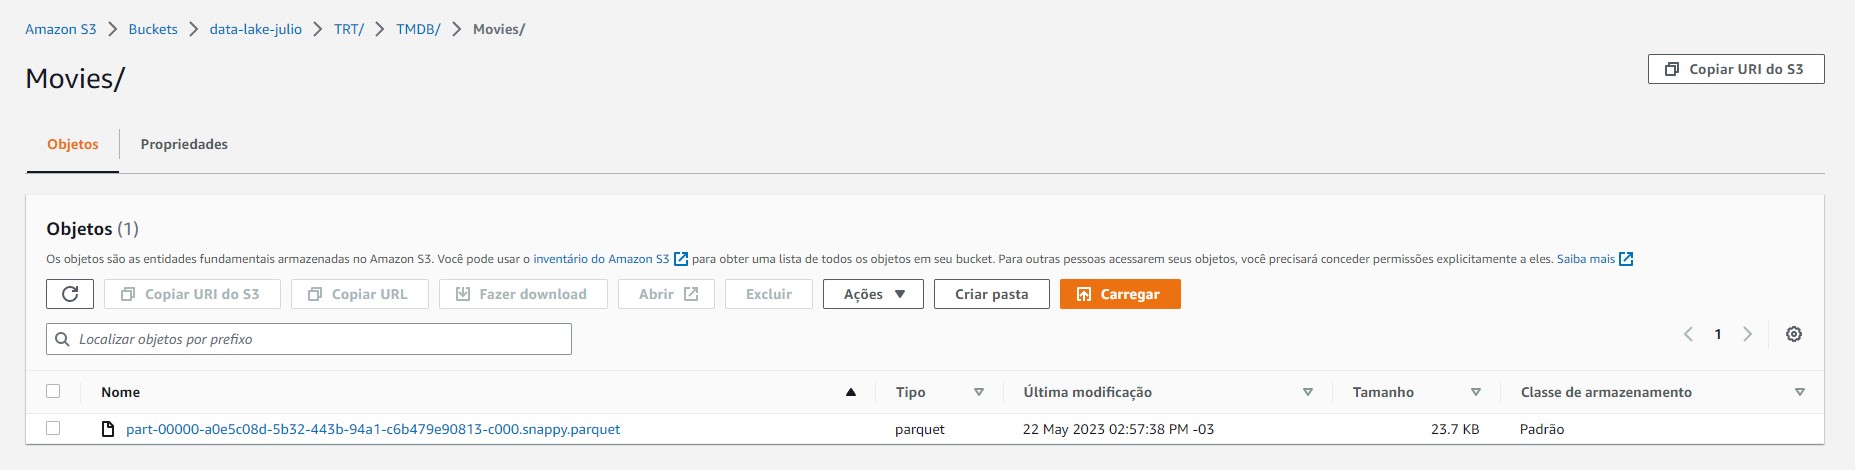 Amazon S3 > Buckets > data-lake-julio > TRT/ > TMDB/ > Movies/
Movies/
Copiar URI do S3
Objetos Propriedades
Objetos (1)
Os objetos são as entidades fundamentais armazenadas no Amazon S3. Você pode usar o inventário do Amazon S3 para obter uma lista de todos os objetos em seu bucket. Para outras pessoas acessarem seus objetos, você precisará conceder permissões explicitamente a eles. Saiba mais
Copiar URI do S3 Copiar URL Fazer download Abrir Excluir Ações Criar pasta Carregar
Localizar objetos por prefixo 1
Nome Tipo Última modificação Tamanho Classe de armazenamento
part-00000-a0e5c08d-5b32-443b-94a1-c6b479e90813-c000.snappy.parquet parquet 22 May 2023 02:57:38 PM -03 23.7 KB Padrão